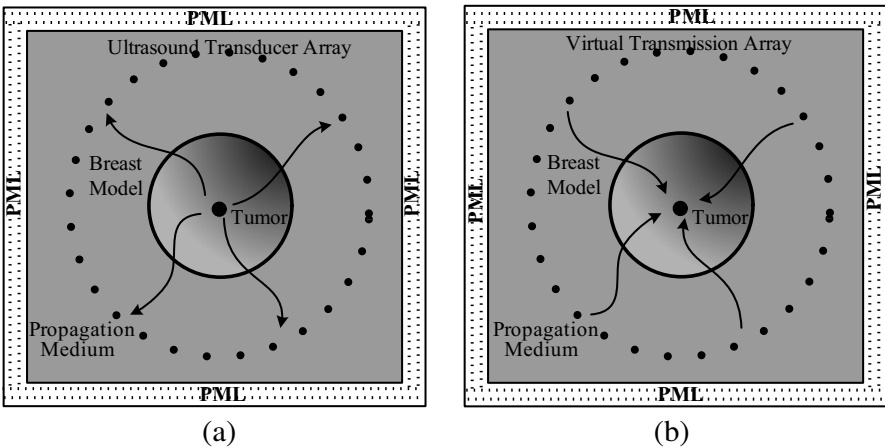 PML
Ultrasound Transducer Array
PML
PML
Breast
Model
Tumor
Propagation
Medium
PML
(a)
PML
Virtual Transmission Array
PML
PML
Breast
Model
Tumor
Propagation
Medium
PML
(b)